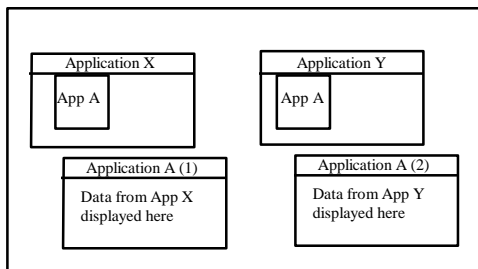 Application X
App A
Application Y
App A
Application A (1)
Data from App X
displayed here
Application A (2)
Data from App Y
displayed here